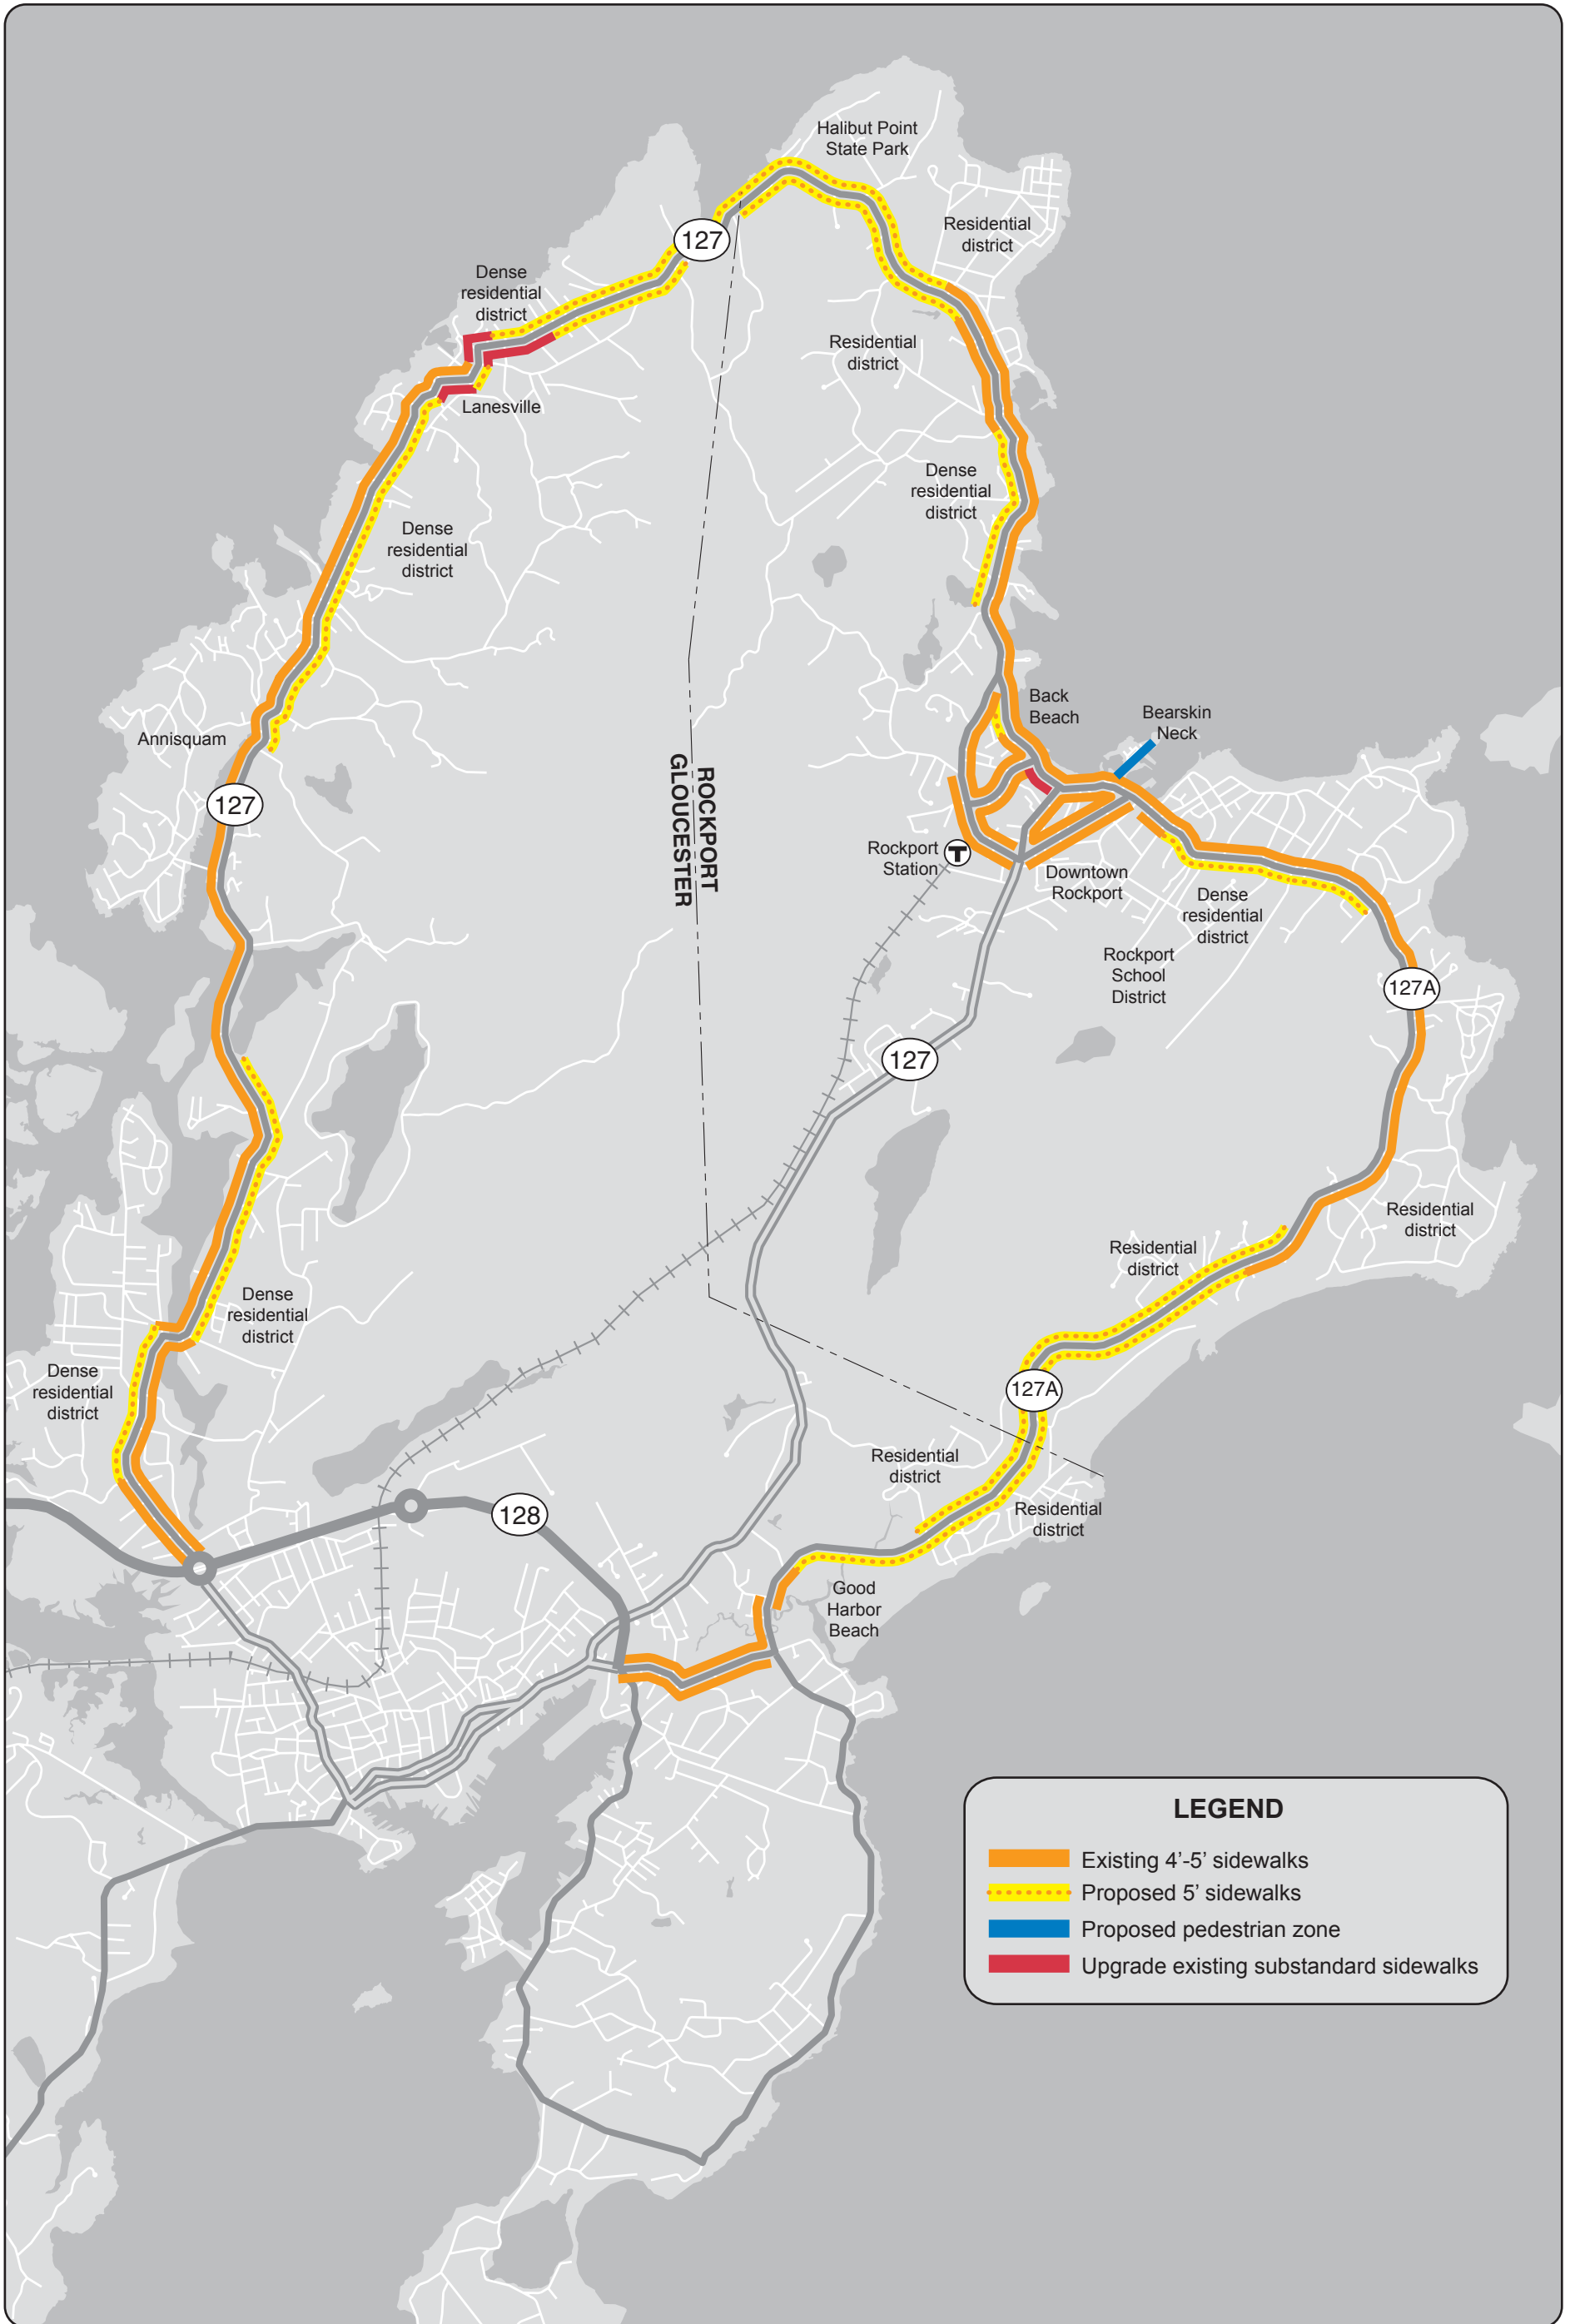 Halibut Point
State Park
Residential
district
127
Dense
residential
district
Residential
district
Lanesville
Dense
residential
district
Dense
residential
district
Back
Beach
Bearskin
Neck
Annisquam
127
ROCKPORT
GLOUCESTER
Rockport
Station
T
Downtown
Rockport
Dense
residential
district
Rockport
School
District
127A
127
Residential
district
Residential
district
Dense
residential
district
Dense
residential
district
127A
Residential
district
Residential
district
128
Good
Harbor
Beach
LEGEND
Existing 4’-5’ sidewalks
Proposed 5’ sidewalks
Proposed pedestrian zone
Upgrade existing substandard sidewalks